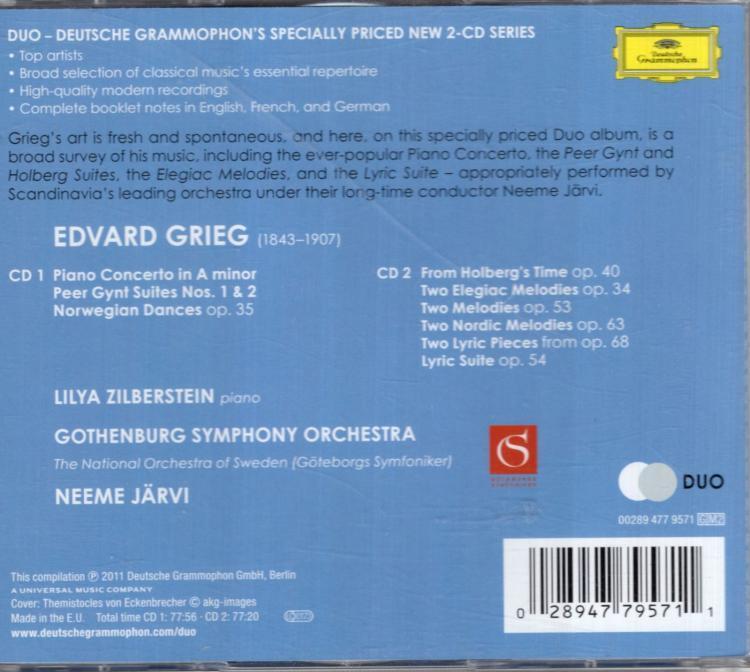 DUO – DEUTSCHE GRAMMOPHON'S SPECIALLY PRICED NEW 2-CD SERIES
• Top artists
• Broad selection of classical music's essential repertoire
• High-quality modern recordings
• Complete booklet notes in English, French, and German
Deutsche
Grammophon
Grieg's art is fresh and spontaneous, and here, on this specially priced Duo album, is a
broad survey of his music, including the ever-popular Piano Concerto, the Peer Gynt and
Holberg Suites, the Elegiac Melodies, and the Lyric Suite – appropriately performed by
Scandinavia's leading orchestra under their long-time conductor Neeme Järvi.
EDVARD GRIEG (1843–1907)
CD 1 Piano Concerto in A minor
Peer Gynt Suites Nos. 1 & 2
Norwegian Dances op. 35
CD 2 From Holberg's Time op. 40
Two Elegiac Melodies op. 34
Two Melodies op. 53
Two Nordic Melodies op. 63
Two Lyric Pieces from op. 68
Lyric Suite op. 54
LILYA ZILBERSTEIN piano
GOTHENBURG SYMPHONY ORCHESTRA
The National Orchestra of Sweden (Göteborgs Symfoniker)
NEEME JÄRVI
GÖTEBORGS
SYMFONIKER
DUO
00289 477 9571 GM2
This compilation ℗ 2011 Deutsche Grammophon GmbH, Berlin
A UNIVERSAL MUSIC COMPANY
Cover: Themistocles von Eckenbrecher © akg-images
Made in the E.U. Total time CD 1: 77:56 · CD 2: 77:20
www.deutschegrammophon.com/duo
0 28947 79571 1